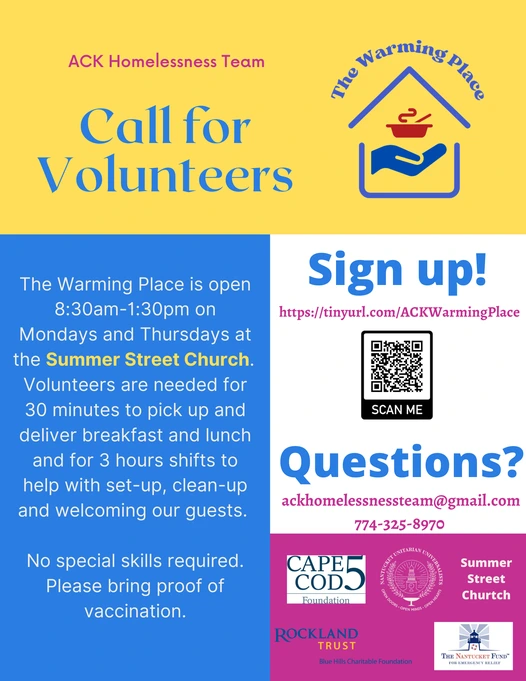 ACK Homelessness Team
The Warming Place
Call for
Volunteers
The Warming Place is open
8:30am-1:30pm on
Mondays and Thursdays at
the Summer Street Church.
Volunteers are needed for
30 minutes to pick up and
deliver breakfast and lunch
and for 3 hours shifts to
help with set-up, clean-up
and welcoming our guests.
No special skills required.
Please bring proof of
vaccination.
Sign up!
https://tinyurl.com/ACKWarmingPlace
SCAN ME
Questions?
ackhomelessnessteam@gmail.com
774-325-8970
CAPE
COD 5
Foundation
NANTUCKET UNITARIAN UNIVERSALISTS
Summer
Street
Churtch
ROCKLAND
TRUST
Blue Hills Charitable Foundation
THE NANTUCKET FUND
FOR EMERGENCY RELIEF